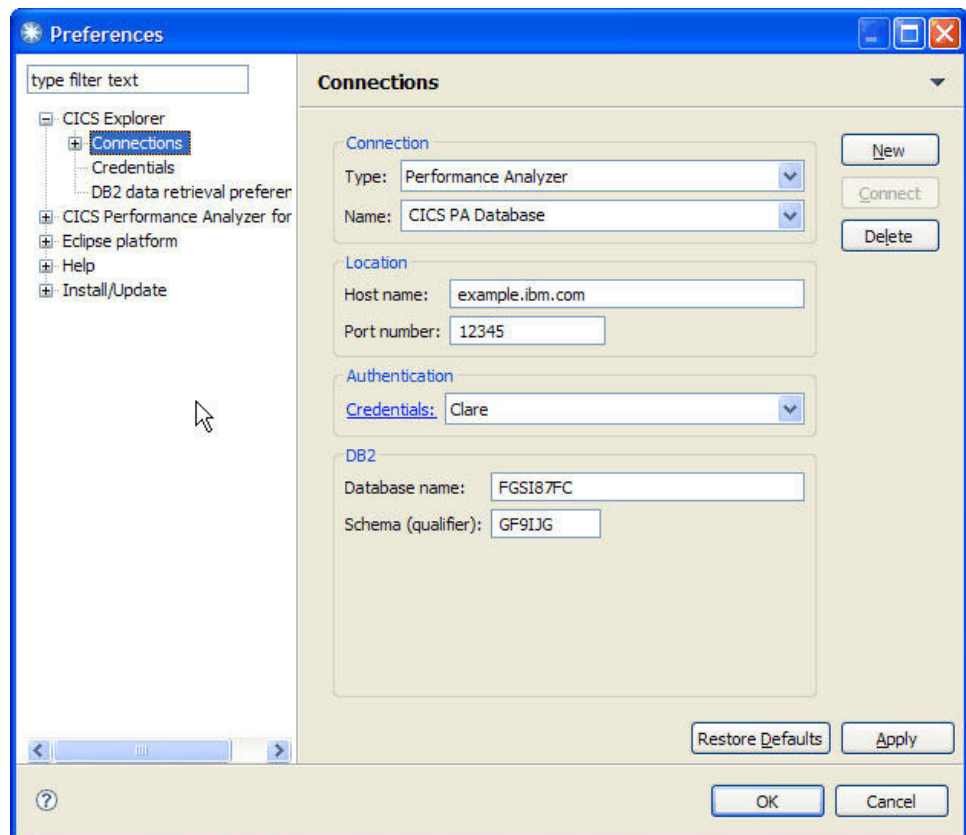 Preferences
type filter text
CICS Explorer
Connections
Credentials
DB2 data retrieval preferen
CICS Performance Analyzer for
Eclipse platform
Help
Install/Update
Connections
Connection
Type: Performance Analyzer
Name: CICS PA Database
New
Connect
Delete
Location
Host name: example.ibm.com
Port number: 12345
Authentication
Credentials: Clare
DB2
Database name: FGSI87FC
Schema (qualifier): GF9IJG
Restore Defaults
Apply
OK
Cancel